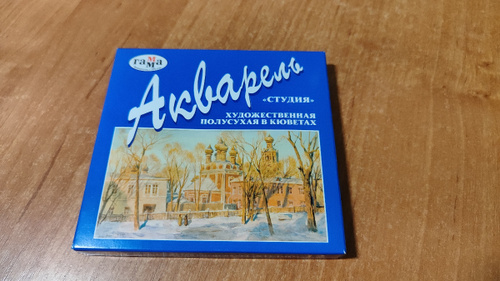 гамма
Акварель
«СТУДИЯ»
ХУДОЖЕСТВЕННАЯ
ПОЛУСУХАЯ В КЮВЕТАХ